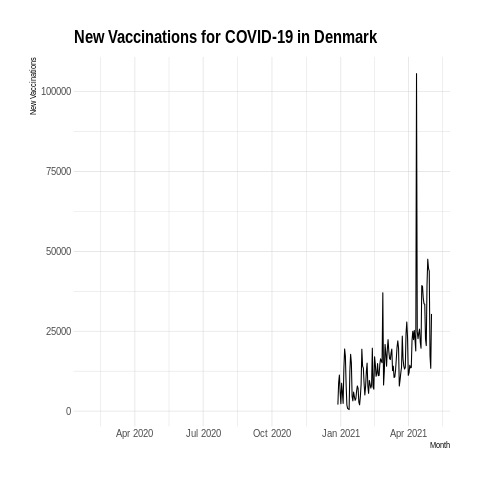 New Vaccinations for COVID-19 in Denmark
New Vaccinations
100000
75000
50000
25000
0
Apr 2020 Jul 2020 Oct 2020 Jan 2021 Apr 2021
Month